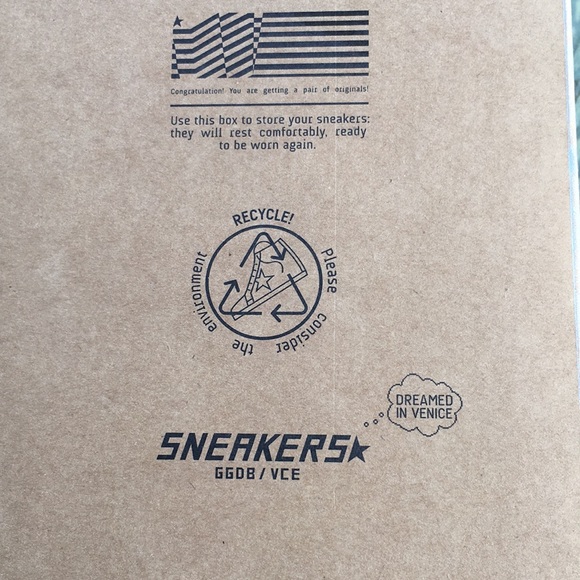 Congratulation! You are getting a pair of originals!
Use this box to store your sneakers:
they will rest comfortably, ready
to be worn again.
RECYCLE!
Please consider the environment
DREAMED
IN VENICE
SNEAKERS
GGDB / VCE